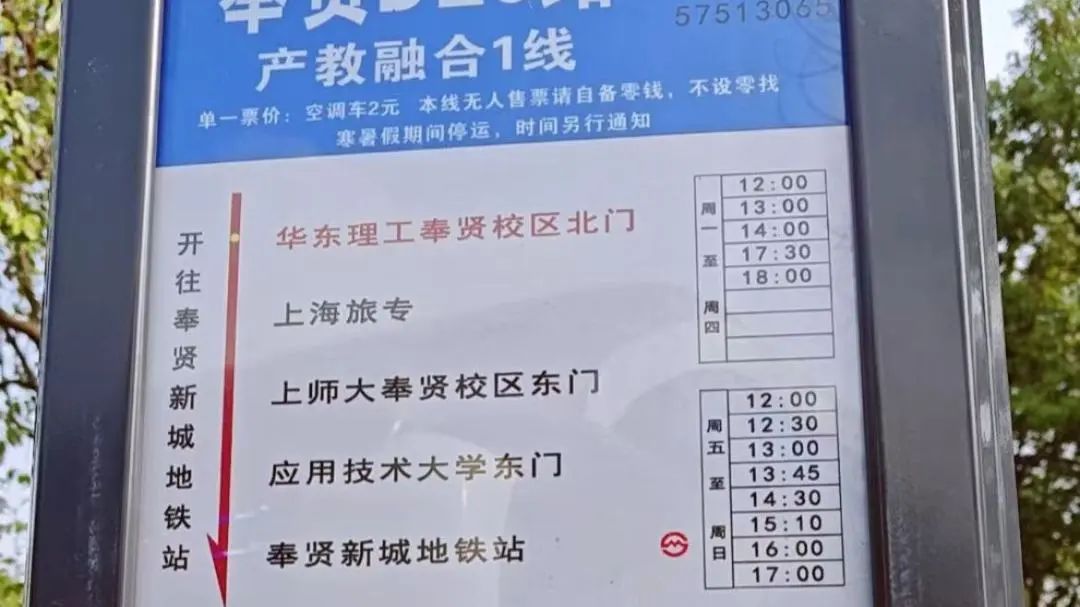 57513065
产教融合1线
单一票价：空调车2元 本线无人售票请自备零钱，不设零找
寒暑假期间停运，时间另行通知
开往奉贤新城地铁站
华东理工奉贤校区北门
上海旅专
上师大奉贤校区东门
应用技术大学东门
奉贤新城地铁站
周一至周四
12:00
13:00
14:00
17:30
18:00
周五至周日
12:00
12:30
13:00
13:45
14:30
15:10
16:00
17:00